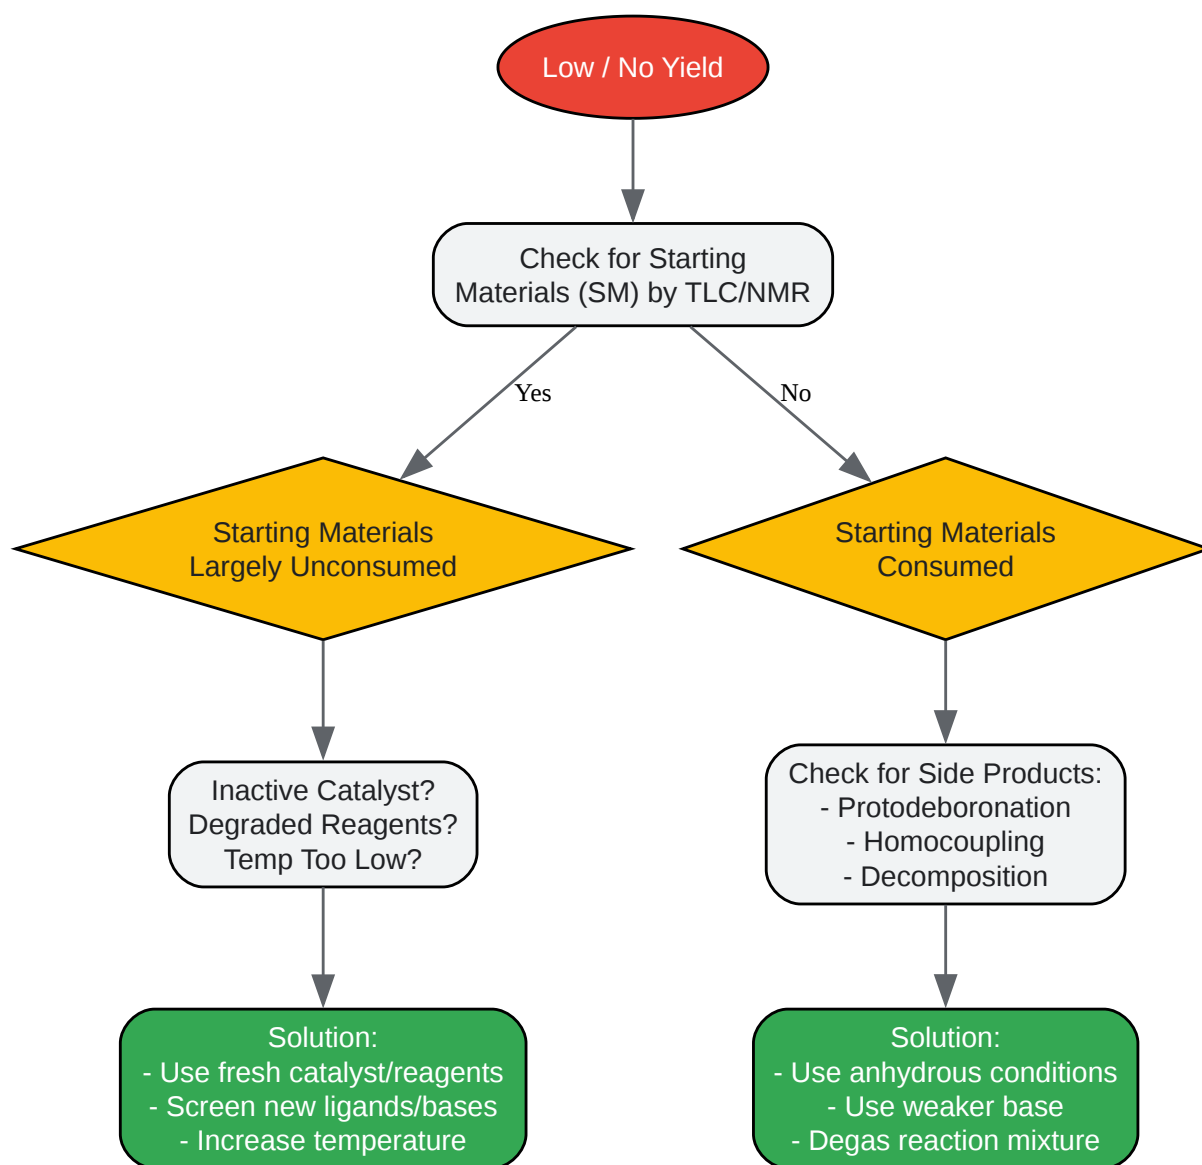 Low / No Yield
Check for Starting
Materials (SM) by TLC/NMR
Yes
No
Starting Materials
Largely Unconsumed
Starting Materials
Consumed
Inactive Catalyst?
Degraded Reagents?
Temp Too Low?
Check for Side Products:
- Protodeboronation
- Homocoupling
- Decomposition
Solution:
- Use fresh catalyst/reagents
- Screen new ligands/bases
- Increase temperature
Solution:
- Use anhydrous conditions
- Use weaker base
- Degas reaction mixture